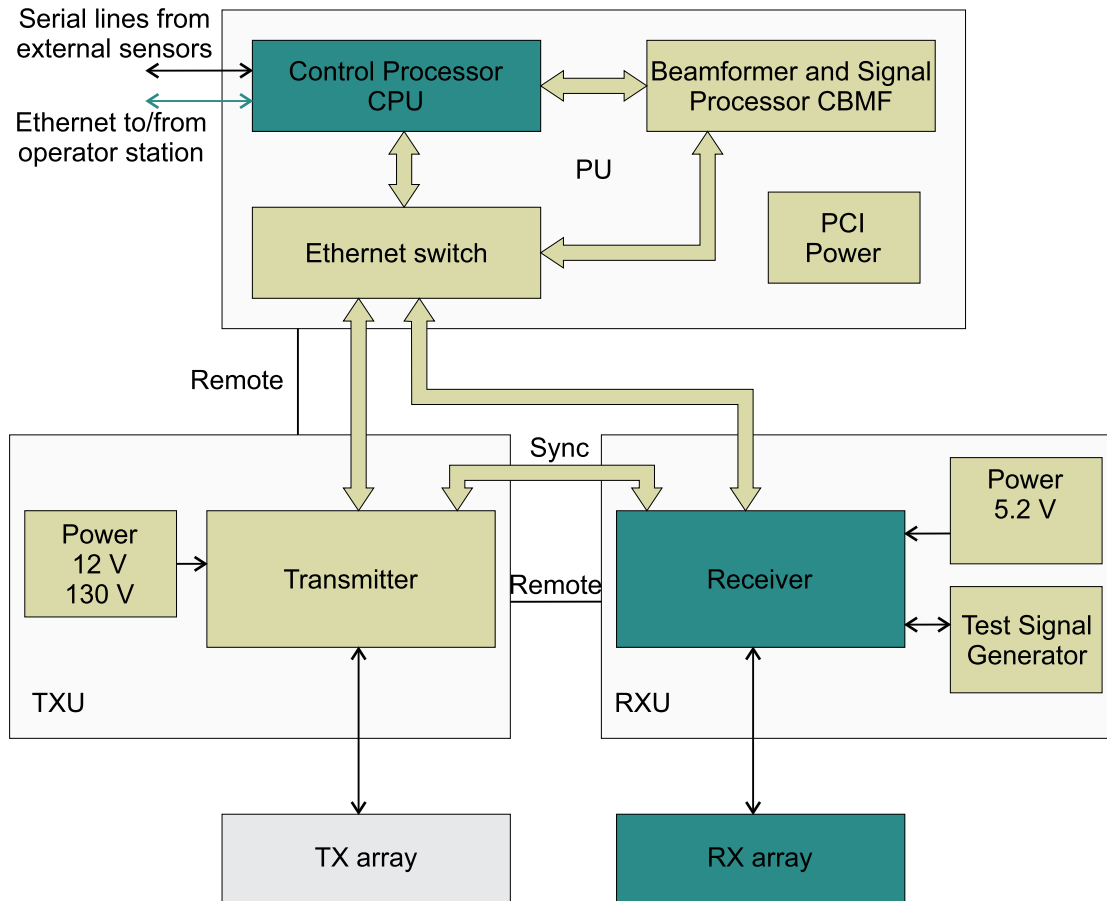 Serial lines from
external sensors
Ethernet to/from
operator station
Control Processor
CPU
Beamformer and Signal
Processor CBMF
PU
Ethernet switch
PCI
Power
Remote
Sync
Power
12 V
130 V
Transmitter
Remote
Receiver
Power
5.2 V
Test Signal
Generator
TXU
RXU
TX array
RX array